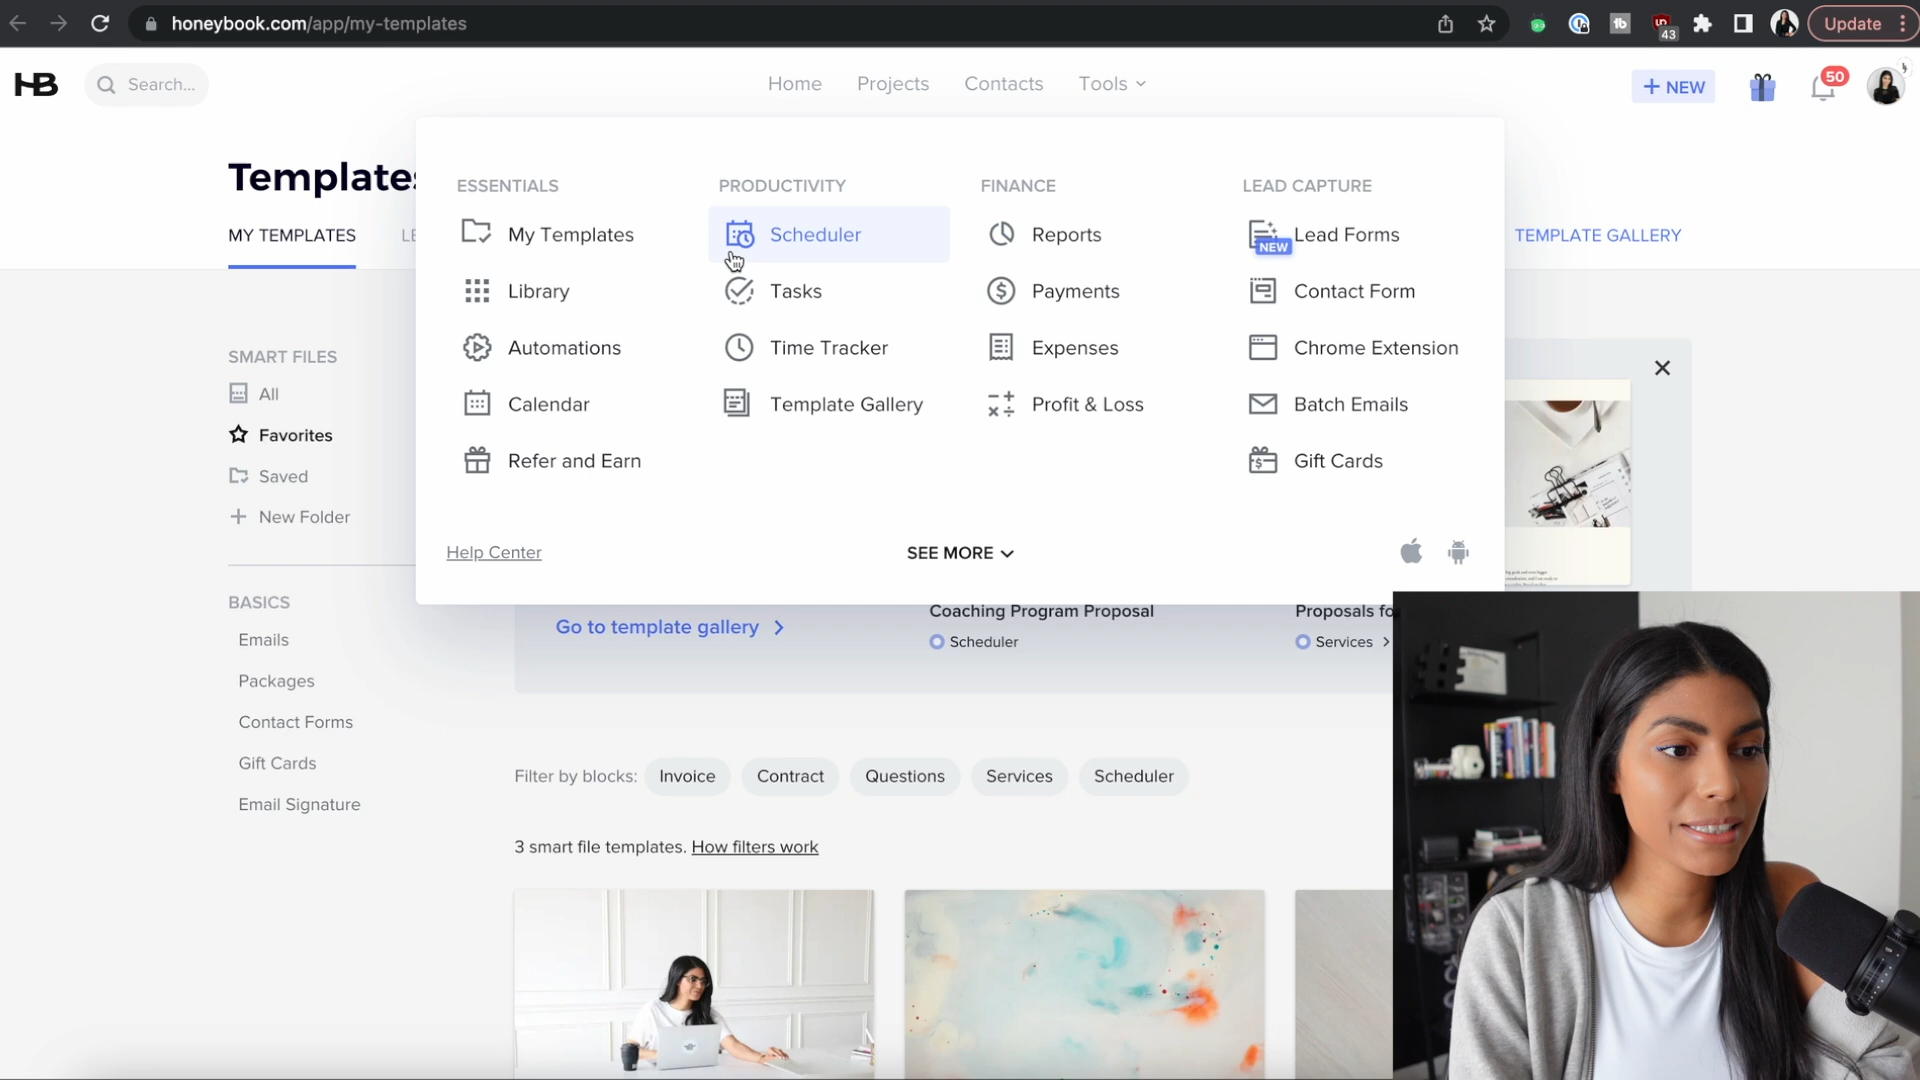 honeybook.com/app/my-templates
43
Update
HB
Search...
Home
Projects
Contacts
Tools
+ NEW
50
Templates
MY TEMPLATES
LE
TEMPLATE GALLERY
ESSENTIALS
My Templates
Library
Automations
Calendar
Refer and Earn
PRODUCTIVITY
Scheduler
Tasks
Time Tracker
Template Gallery
FINANCE
Reports
Payments
Expenses
Profit & Loss
LEAD CAPTURE
NEW
Lead Forms
Contact Form
Chrome Extension
Batch Emails
Gift Cards
Help Center
SEE MORE
SMART FILES
All
Favorites
Saved
+ New Folder
BASICS
Emails
Packages
Contact Forms
Gift Cards
Email Signature
Go to template gallery
Coaching Program Proposal
Scheduler
Proposals fo
Services
Filter by blocks:
Invoice
Contract
Questions
Services
Scheduler
3 smart file templates. How filters work